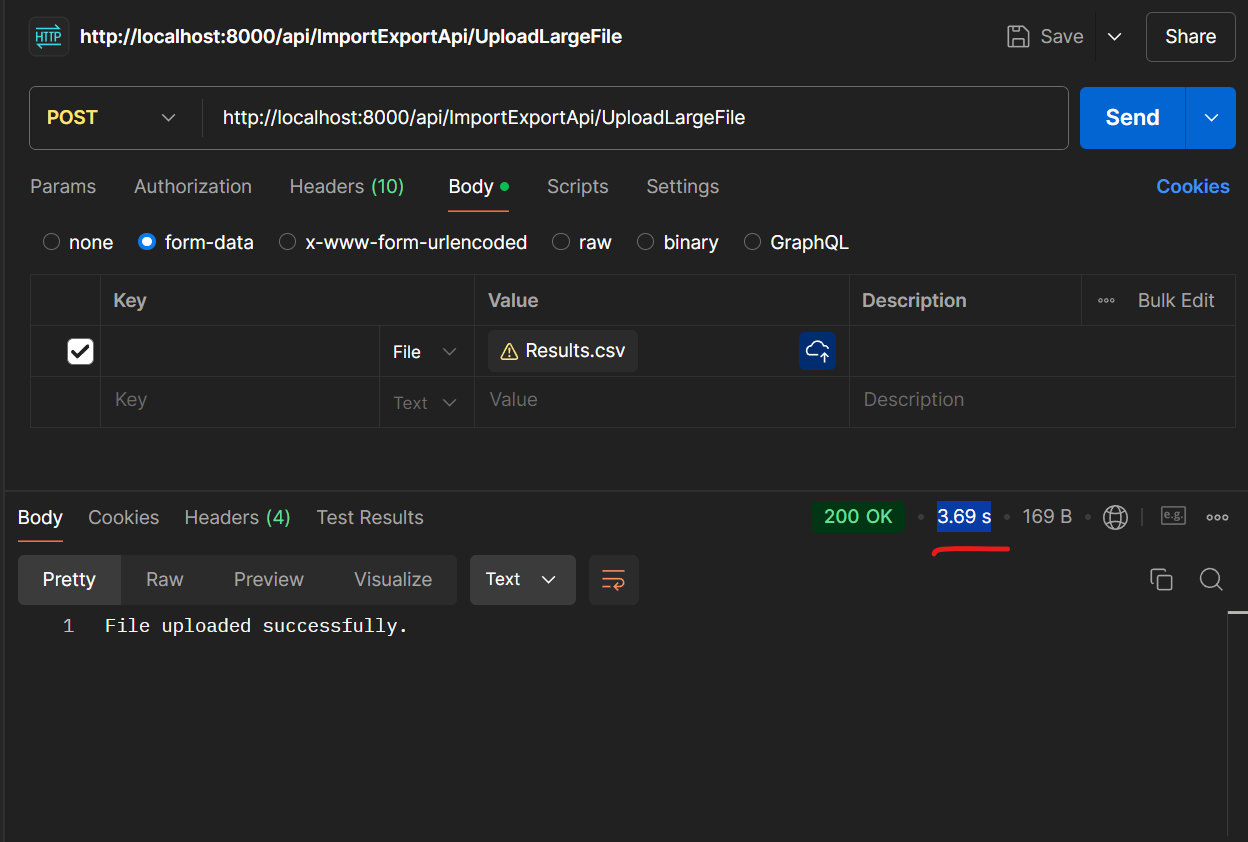 HTTP http://localhost:8000/api/ImportExportApi/UploadLargeFile Save Share
POST http://localhost:8000/api/ImportExportApi/UploadLargeFile Send
Params Authorization Headers (10) Body Scripts Settings Cookies
none form-data x-www-form-urlencoded raw binary GraphQL
Key Value Description Bulk Edit
File Results.csv
Key Text Value Description
Body Cookies Headers (4) Test Results 200 OK 3.69 s 169 B e.g.
Pretty Raw Preview Visualize Text
1 File uploaded successfully.